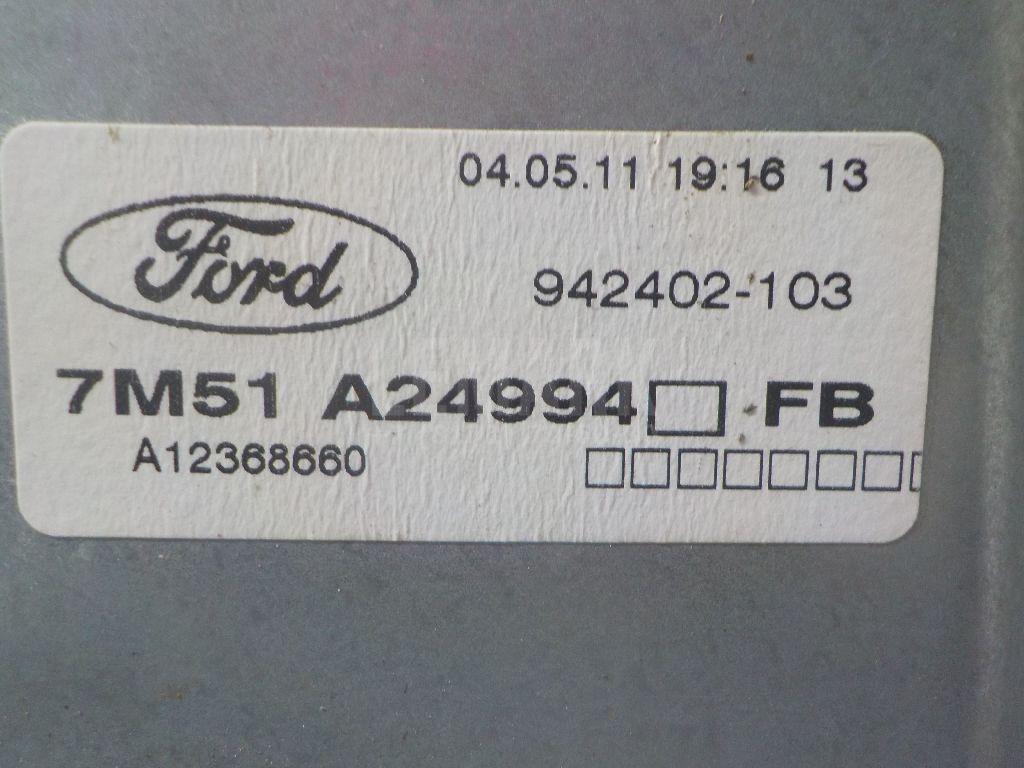 04.05.11 19:16 13
Ford
942402-103
7M51 A24994□ FB
A12368660
□□□□□□□□